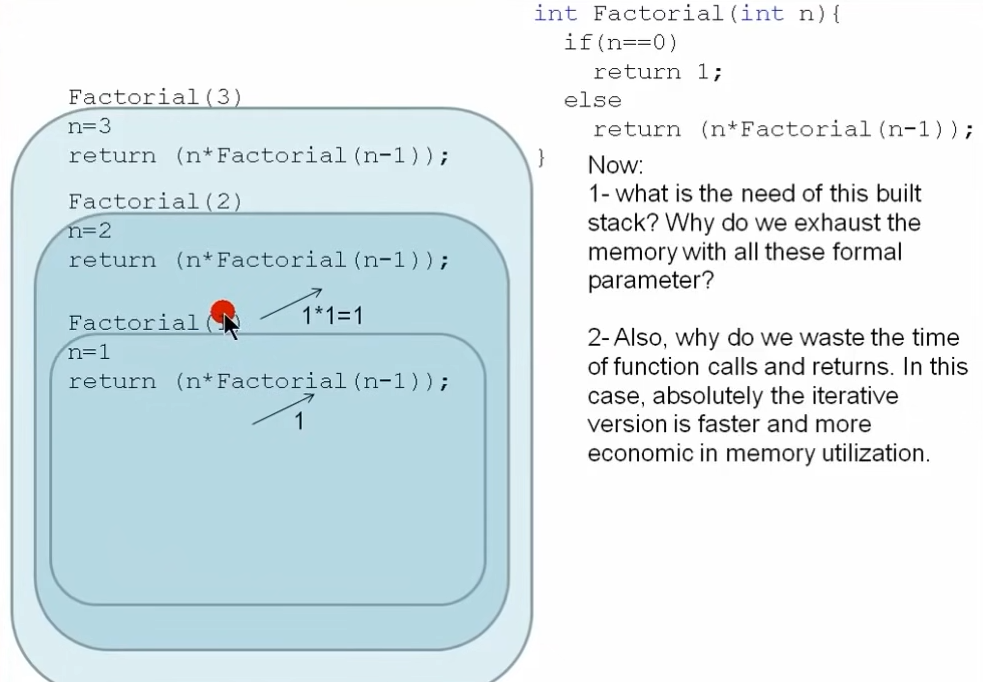 int Factorial(int n){
if(n==0)
return 1;
else
return (n*Factorial(n-1));
}
Now:
1- what is the need of this built
stack? Why do we exhaust the
memory with all these formal
parameter?
2- Also, why do we waste the time
of function calls and returns. In this
case, absolutely the iterative
version is faster and more
economic in memory utilization.
Factorial(3)
n=3
return (n*Factorial(n-1));
Factorial(2)
n=2
return (n*Factorial(n-1));
1*1=1
Factorial(1)
n=1
return (n*Factorial(n-1));
1